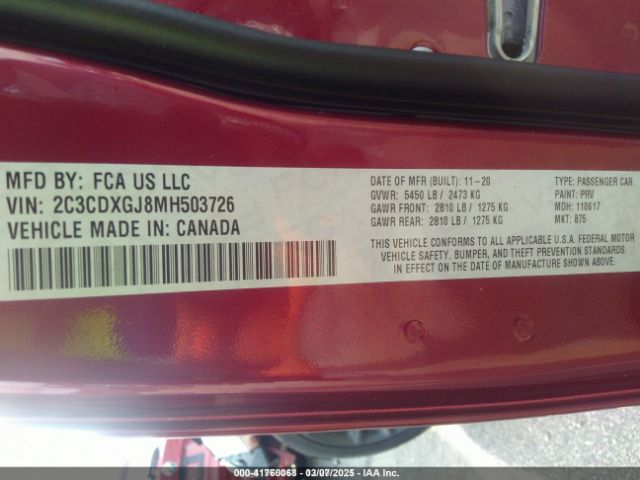 MFD BY: FCA US LLC
VIN: 2C3CDXGJ8MH503726
VEHICLE MADE IN: CANADA
DATE OF MFR (BUILT): 11-20
GVWR: 5450 LB / 2473 KG
GAWR FRONT: 2810 LB / 1275 KG
GAWR REAR: 2810 LB / 1275 KG
TYPE: PASSENGER CAR
PAINT: PRV
MDH: 110617
MKT: 875
THIS VEHICLE CONFORMS TO ALL APPLICABLE U.S.A. FEDERAL MOTOR
VEHICLE SAFETY, BUMPER, AND THEFT PREVENTION STANDARDS
IN EFFECT ON THE DATE OF MANUFACTURE SHOWN ABOVE.
000-41760068 - 03/07/2025 - IAA Inc.